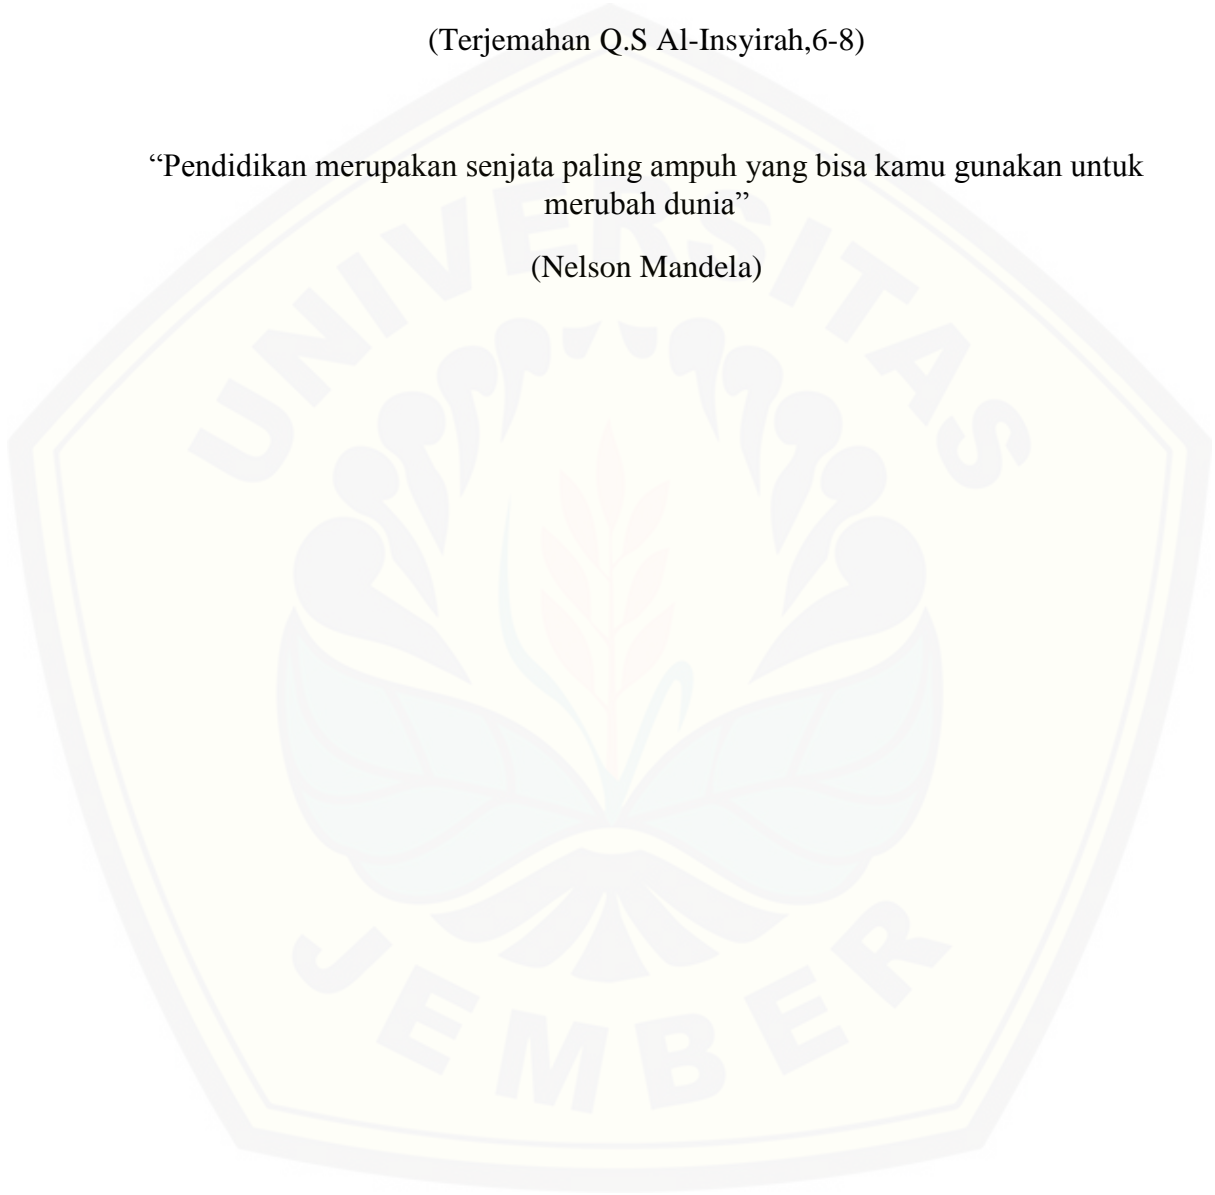 (Terjemahan Q.S Al-Insyirah,6-8)
“Pendidikan merupakan senjata paling ampuh yang bisa kamu gunakan untuk
merubah dunia”
(Nelson Mandela)
UNIVERSITAS
JEMBER